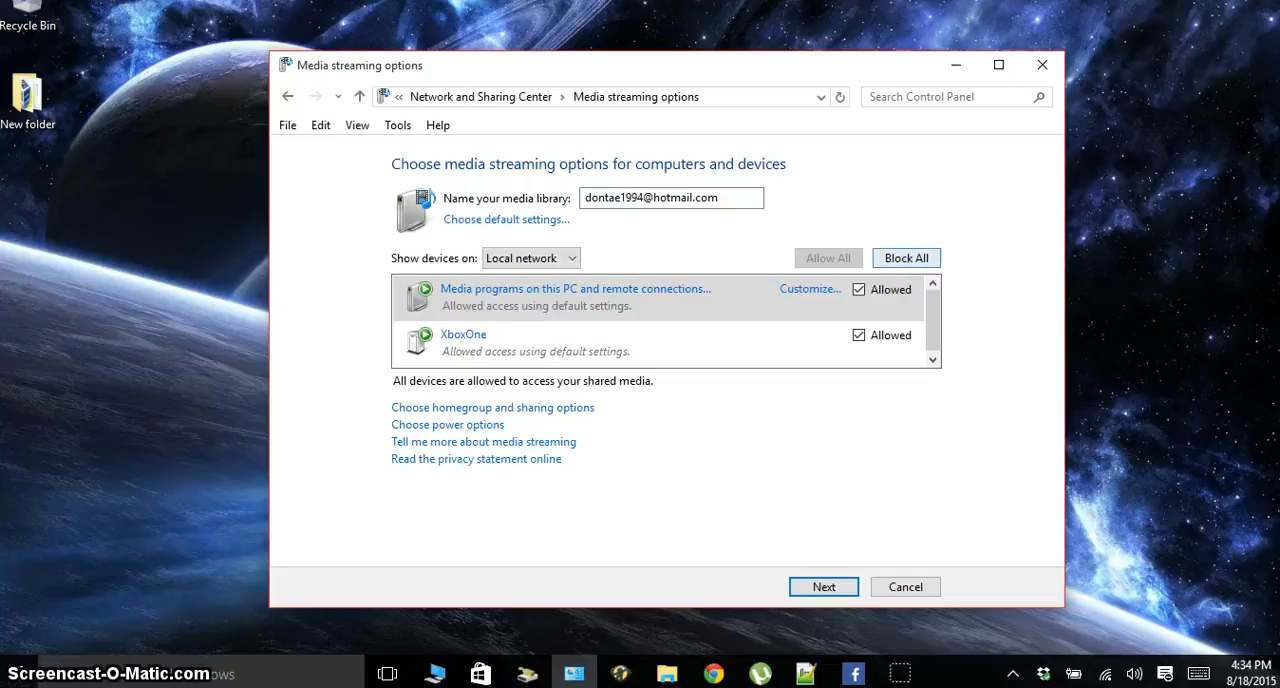 Recycle Bin
New folder
Media streaming options
« Network and Sharing Center › Media streaming options
Search Control Panel
File Edit View Tools Help
Choose media streaming options for computers and devices
Name your media library: dontae1994@hotmail.com
Choose default settings...
Show devices on: Local network
Allow All
Block All
Media programs on this PC and remote connections...
Customize...
Allowed
Allowed access using default settings.
XboxOne
Allowed
Allowed access using default settings.
All devices are allowed to access your shared media.
Choose homegroup and sharing options
Choose power options
Tell me more about media streaming
Read the privacy statement online
Next
Cancel
Screencast-O-Matic.com
ows
4:34 PM
8/18/2015